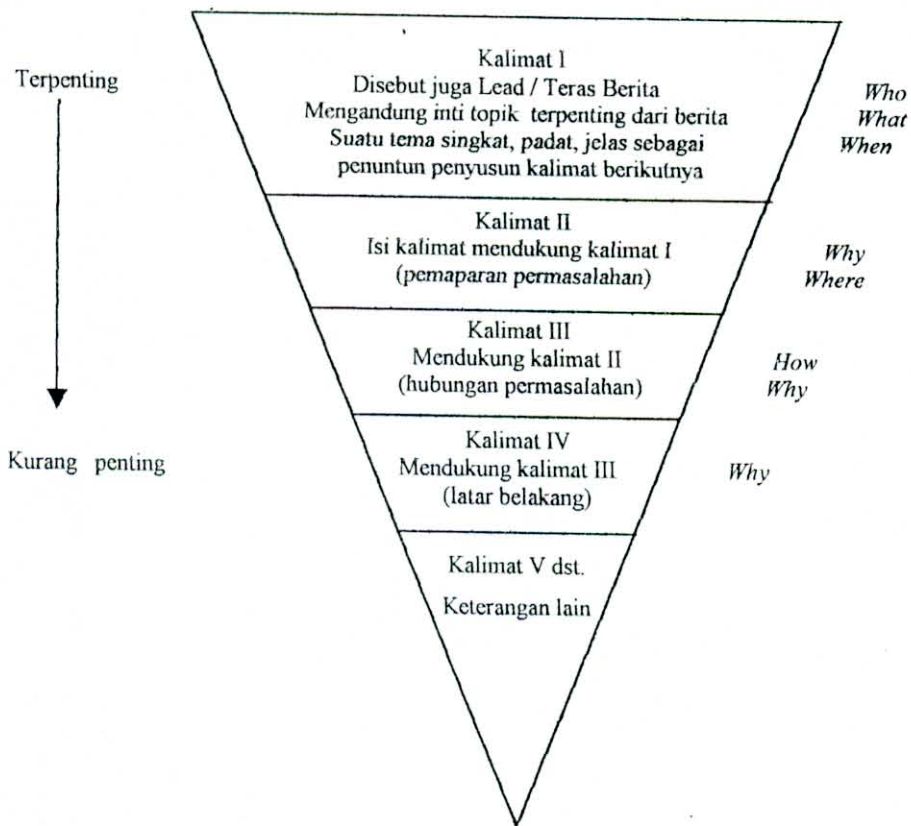 Terpenting
Kalimat I
Disebut juga Lead / Teras Berita
Mengandung inti topik terpenting dari berita
Suatu tema singkat, padat, jelas sebagai
penuntun penyusun kalimat berikutnya
Who
What
When
Kalimat II
Isi kalimat mendukung kalimat I
(pemaparan permasalahan)
Why
Where
Kalimat III
Mendukung kalimat II
(hubungan permasalahan)
How
Why
Kurang penting
Kalimat IV
Mendukung kalimat III
(latar belakang)
Why
Kalimat V dst.
Keterangan lain